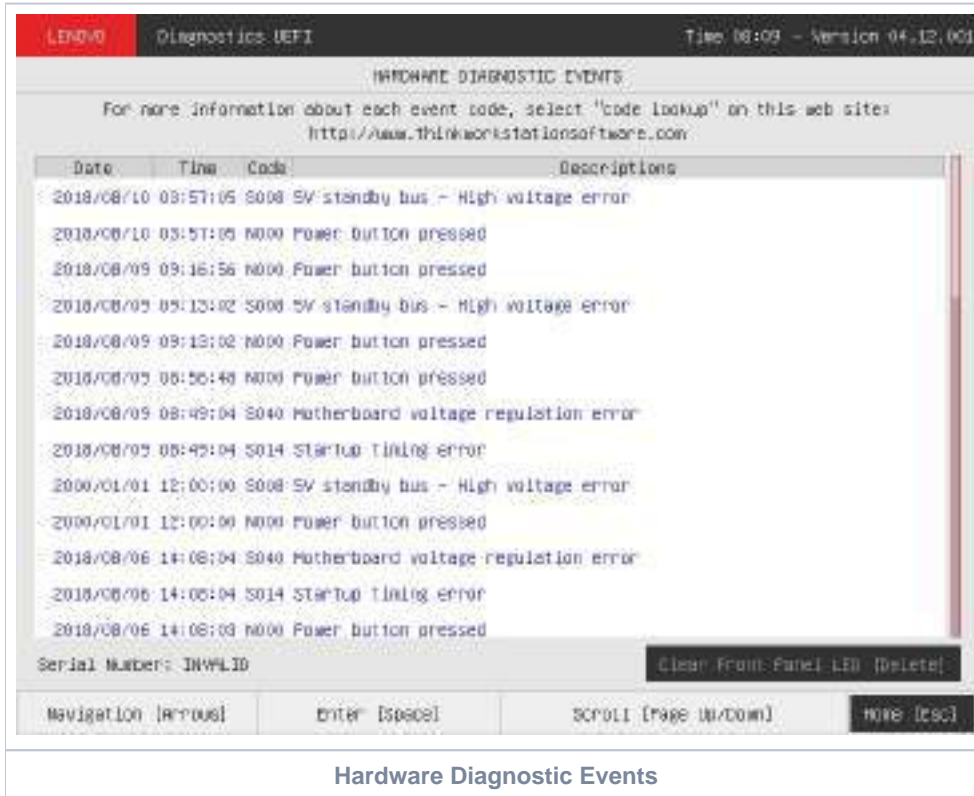 LENOVO Diagnostics UEFI Time 08:09 - Version 04.12.001
HARDWARE DIAGNOSTIC EVENTS
For more information about each event code, select "code lookup" on this web site:
http://www.thinkworkstationsoftware.com
Date Time Code Descriptions
2018/08/10 03:57:05 S008 5V standby bus - High voltage error
2018/08/10 03:57:05 N000 Power button pressed
2018/08/09 09:16:56 N000 Power button pressed
2018/08/09 09:13:02 S008 5V standby bus - High voltage error
2018/08/09 09:13:02 N000 Power button pressed
2018/08/09 08:56:48 N000 Power button pressed
2018/08/09 08:49:04 S040 Motherboard voltage regulation error
2018/08/09 08:49:04 S014 Startup timing error
2000/01/01 12:00:00 S008 5V standby bus - High voltage error
2000/01/01 12:00:00 N000 Power button pressed
2018/08/06 14:08:04 S040 Motherboard voltage regulation error
2018/08/06 14:08:04 S014 Startup timing error
2018/08/06 14:08:03 N000 Power button pressed
Serial Number: INVALID Clear Front Panel LED [Delete]
Navigation [Arrows] Enter [Space] Scroll [Page Up/Down] Home [Esc]
Hardware Diagnostic Events